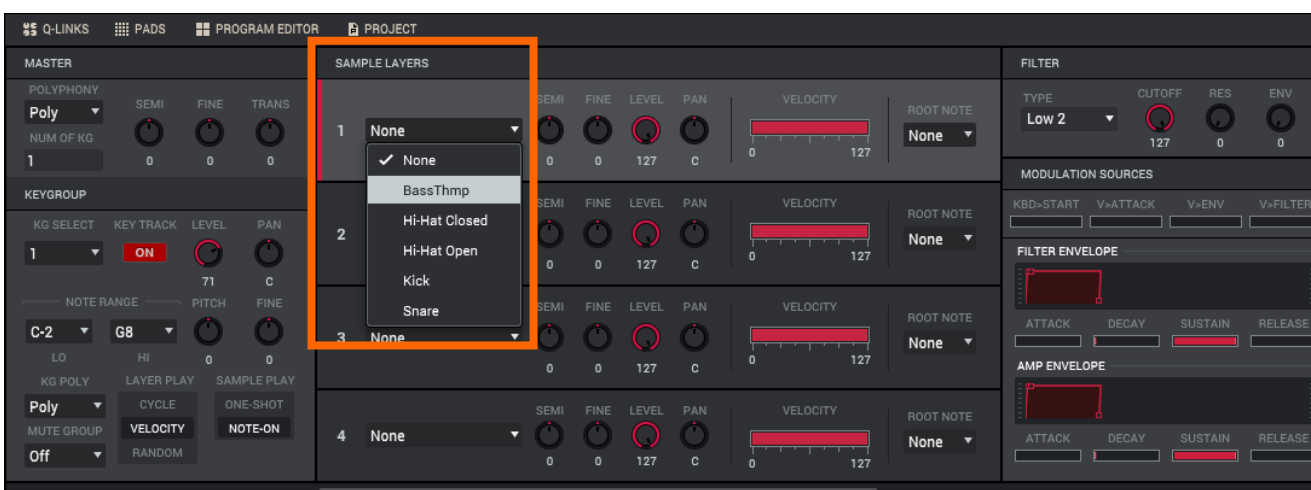 Q-LINKS PADS PROGRAM EDITOR PROJECT
MASTER
POLYPHONY
Poly
SEMI FINE TRANS
NUM OF KG
1
0 0 0
KEYGROUP
KG SELECT KEY TRACK LEVEL PAN
1 ON
71 C
NOTE RANGE PITCH FINE
C-2 G8
LO HI 0 0
KG POLY LAYER PLAY SAMPLE PLAY
Poly CYCLE ONE-SHOT
MUTE GROUP VELOCITY NOTE-ON
Off RANDOM
SAMPLE LAYERS
SEMI FINE LEVEL PAN VELOCITY ROOT NOTE
1 None None
0 0 127 C 0 127
None
BassThmp
Hi-Hat Closed
Hi-Hat Open
Kick
Snare
SEMI FINE LEVEL PAN VELOCITY ROOT NOTE
2 None
0 0 127 C 0 127
SEMI FINE LEVEL PAN VELOCITY ROOT NOTE
3 None None
0 0 127 C 0 127
SEMI FINE LEVEL PAN VELOCITY ROOT NOTE
4 None None
0 0 127 C 0 127
FILTER
TYPE CUTOFF RES ENV
Low 2
127 0 0
MODULATION SOURCES
KBD>START V>ATTACK V>ENV V>FILTER
FILTER ENVELOPE
ATTACK DECAY SUSTAIN RELEASE
AMP ENVELOPE
ATTACK DECAY SUSTAIN RELEASE